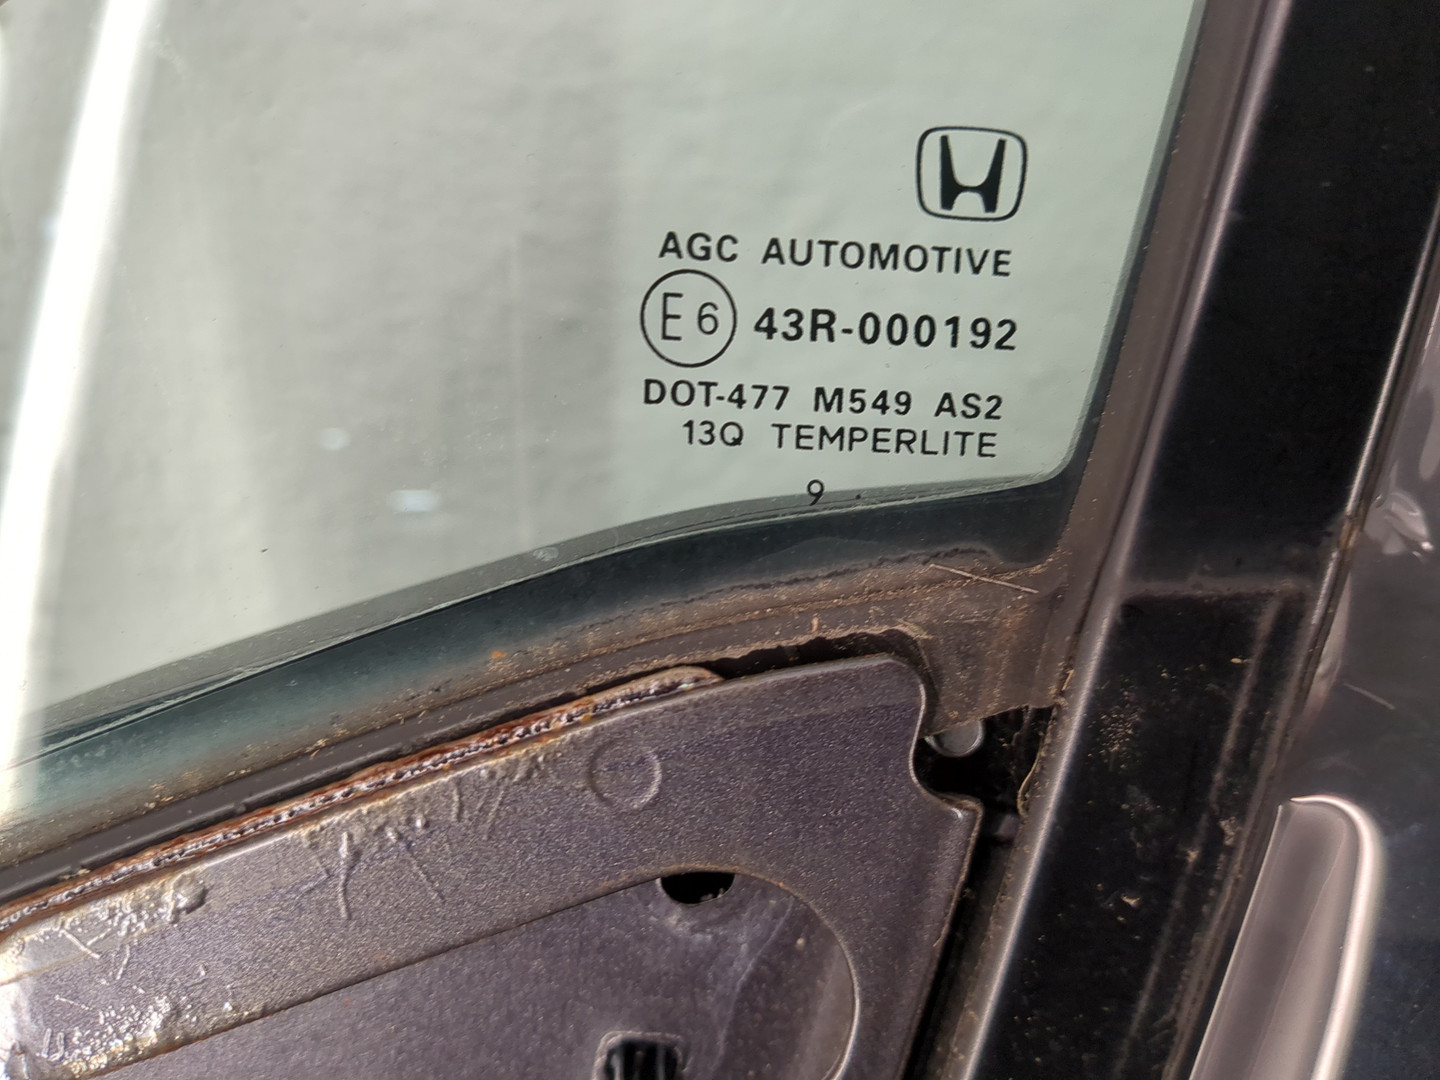 AGC AUTOMOTIVE
E6 43R-000192
DOT-477 M549 AS2
13Q TEMPERLITE
9 .